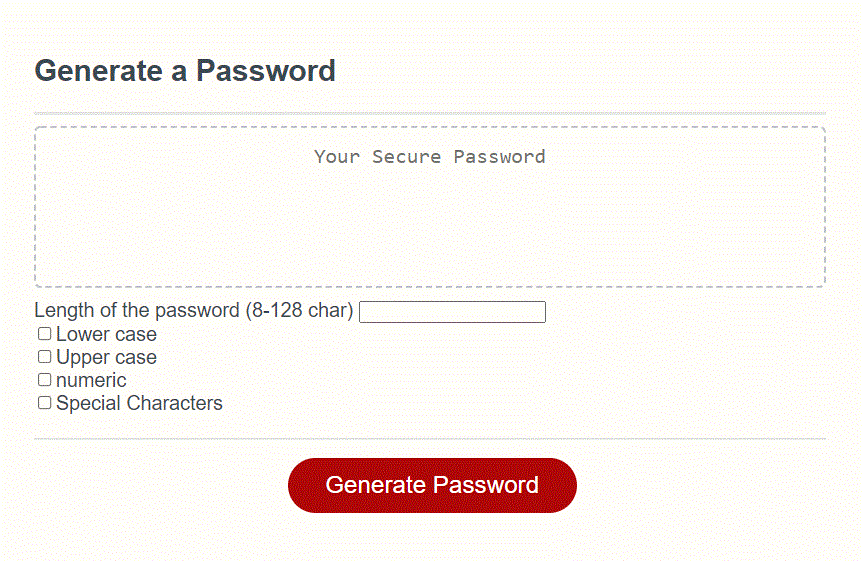 Generate a Password
Your Secure Password
Length of the password (8-128 char)
Lower case
Upper case
numeric
Special Characters
Generate Password